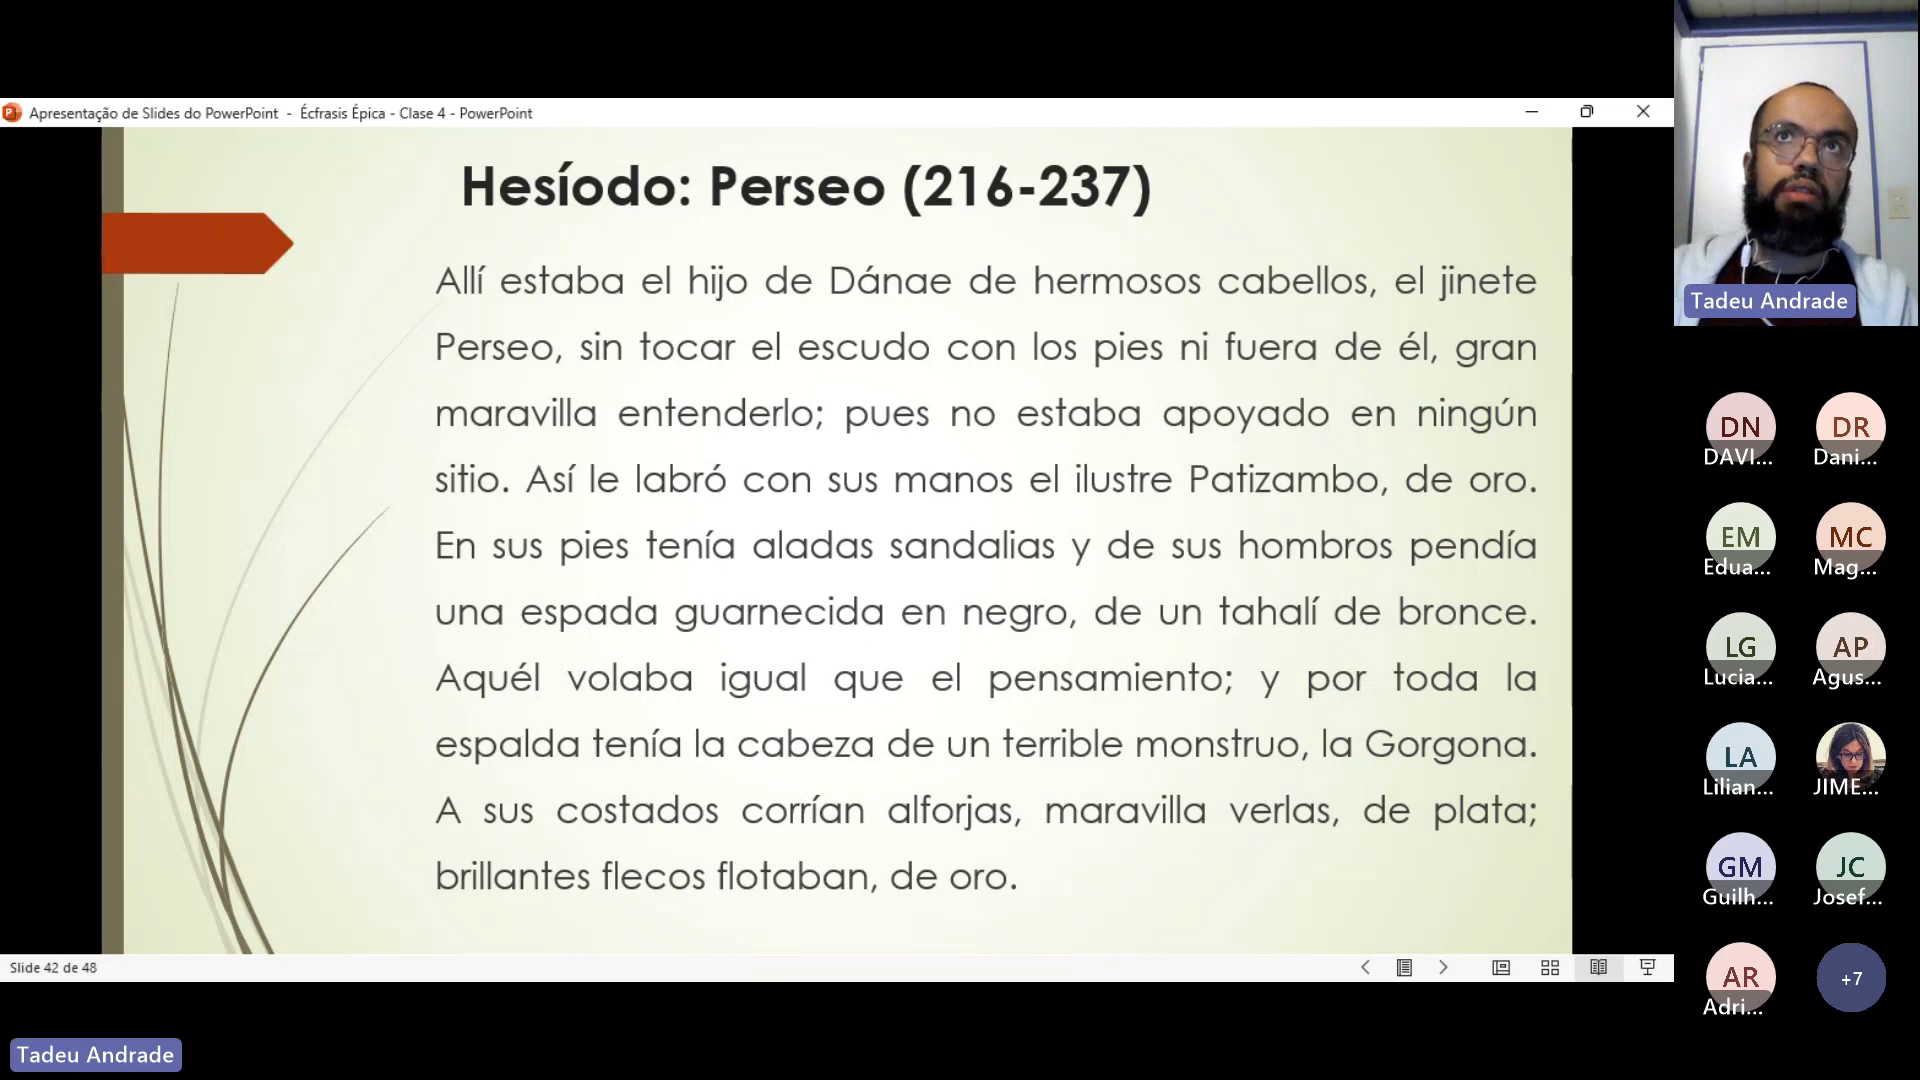 Apresentação de Slides do PowerPoint - Écfrasis Épica - Clase 4 - PowerPoint
Hesíodo: Perseo (216-237)
Allí estaba el hijo de Dánae de hermosos cabellos, el jinete
Perseo, sin tocar el escudo con los pies ni fuera de él, gran
maravilla entenderlo; pues no estaba apoyado en ningún
sitio. Así le labró con sus manos el ilustre Patizambo, de oro.
En sus pies tenía aladas sandalias y de sus hombros pendía
una espada guarnecida en negro, de un tahalí de bronce.
Aquél volaba igual que el pensamiento; y por toda la
espalda tenía la cabeza de un terrible monstruo, la Gorgona.
A sus costados corrían alforjas, maravilla verlas, de plata;
brillantes flecos flotaban, de oro.
Slide 42 de 48
Tadeu Andrade
Tadeu Andrade
DN DR
DAVI... Dani...
EM MC
Edua... Mag...
LG AP
Lucia... Agus...
LA
Lilian... JIME...
GM JC
Guilh... Josef...
AR +7
Adri...